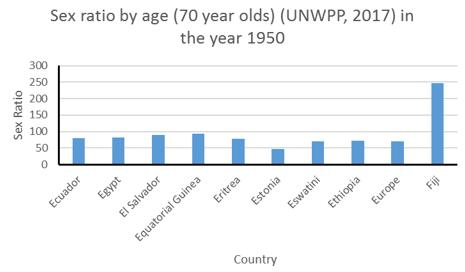 Sex ratio by age (70 year olds) (UNWPP, 2017) in
the year 1950
300
250
200
150
100
50
0
Sex Ratio
Ecuador
Egypt
El Salvador
Equatorial Guinea
Eritrea
Estonia
Eswatini
Ethiopia
Europe
Fiji
Country